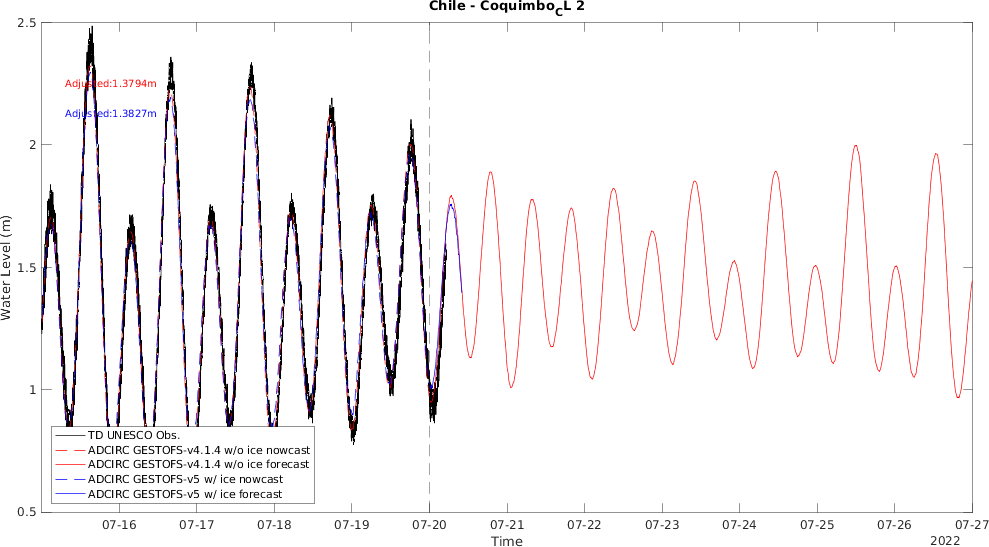 Chile - Coquimbo_CL 2
2.5
2
1.5
1
0.5
Water Level (m)
Adjusted:1.3794m
Adjusted:1.3827m
TD UNESCO Obs.
ADCIRC GESTOFS-v4.1.4 w/o ice nowcast
ADCIRC GESTOFS-v4.1.4 w/o ice forecast
ADCIRC GESTOFS-v5 w/ ice nowcast
ADCIRC GESTOFS-v5 w/ ice forecast
07-16 07-17 07-18 07-19 07-20 07-21 07-22 07-23 07-24 07-25 07-26 07-27
Time
2022